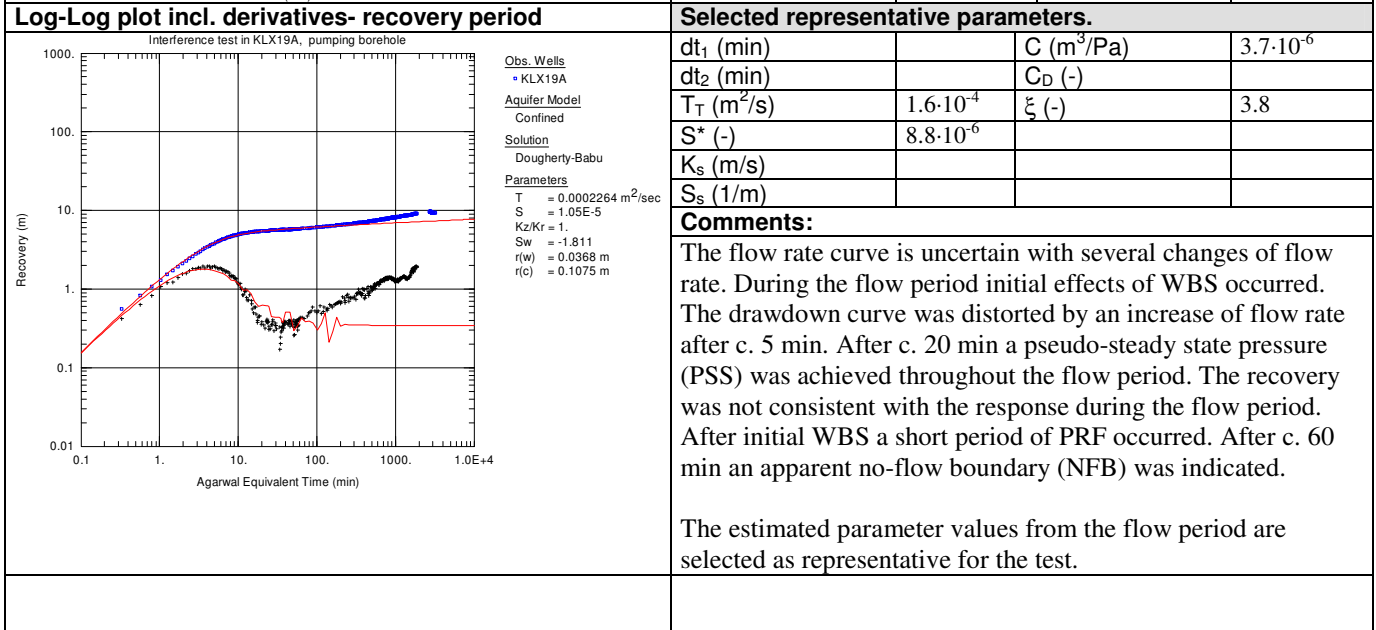 Log-Log plot incl. derivatives- recovery period
Interference test in KLX19A, pumping borehole
1000.
100.
10.
1.
0.1
0.01
Recovery (m)
0.1 1. 10. 100. 1000. 1.0E+4
Agarwal Equivalent Time (min)
Obs. Wells
KLX19A
Aquifer Model
Confined
Solution
Dougherty-Babu
Parameters
T = 0.0002264 m²/sec
S = 1.05E-5
Kz/Kr = 1.
Sw = -1.811
r(w) = 0.0368 m
r(c) = 0.1075 m
Selected representative parameters.
dt₁ (min) C (m³/Pa) 3.7·10⁻⁶
dt₂ (min) C_D (-)
T_T (m²/s) 1.6·10⁻⁴ ξ (-) 3.8
S* (-) 8.8·10⁻⁶
Kₛ (m/s)
Sₛ (1/m)
Comments:
The flow rate curve is uncertain with several changes of flow
rate. During the flow period initial effects of WBS occurred.
The drawdown curve was distorted by an increase of flow rate
after c. 5 min. After c. 20 min a pseudo-steady state pressure
(PSS) was achieved throughout the flow period. The recovery
was not consistent with the response during the flow period.
After initial WBS a short period of PRF occurred. After c. 60
min an apparent no-flow boundary (NFB) was indicated.
The estimated parameter values from the flow period are
selected as representative for the test.